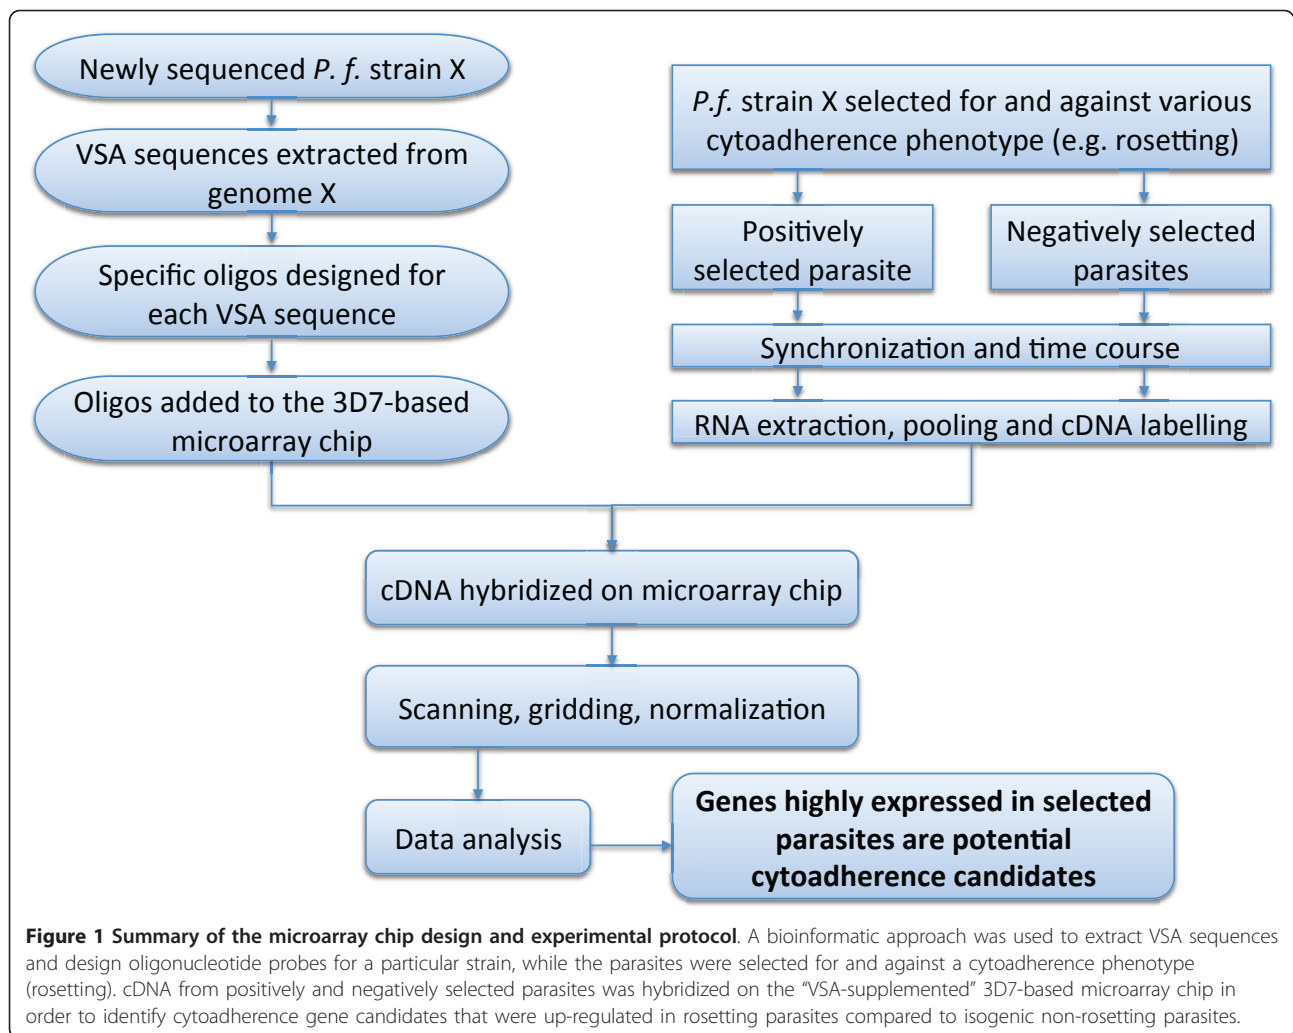 Newly sequenced P. f. strain X
VSA sequences extracted from
genome X
Specific oligos designed for
each VSA sequence
Oligos added to the 3D7-based
microarray chip
P.f. strain X selected for and against various
cytoadherence phenotype (e.g. rosetting)
Positively
selected parasite
Negatively selected
parasites
Synchronization and time course
RNA extraction, pooling and cDNA labelling
cDNA hybridized on microarray chip
Scanning, gridding, normalization
Data analysis
Genes highly expressed in selected
parasites are potential
cytoadherence candidates
Figure 1 Summary of the microarray chip design and experimental protocol. A bioinformatic approach was used to extract VSA sequences
and design oligonucleotide probes for a particular strain, while the parasites were selected for and against a cytoadherence phenotype
(rosetting). cDNA from positively and negatively selected parasites was hybridized on the “VSA-supplemented” 3D7-based microarray chip in
order to identify cytoadherence gene candidates that were up-regulated in rosetting parasites compared to isogenic non-rosetting parasites.